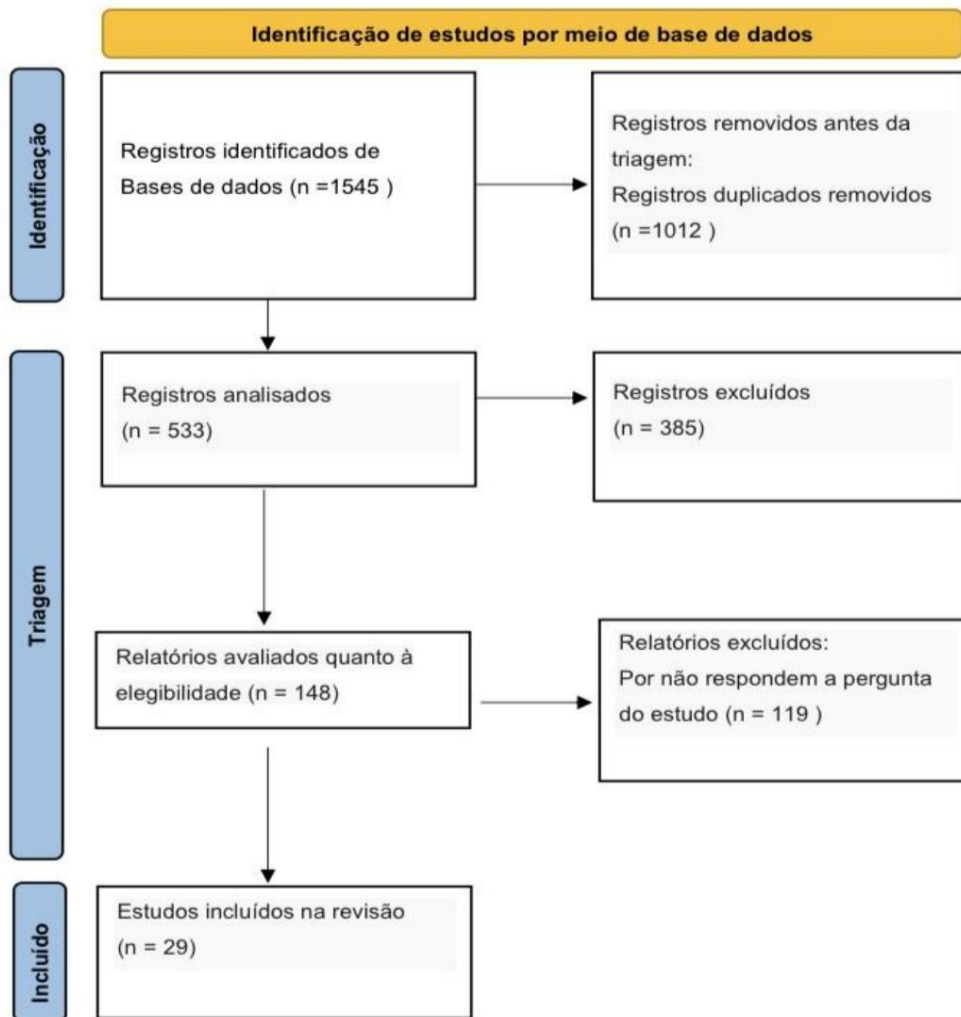 Identificação de estudos por meio de base de dados
Identificação
Registros identificados de
Bases de dados (n =1545 )
Registros removidos antes da
triagem:
Registros duplicados removidos
(n =1012 )
Triagem
Registros analisados
(n = 533)
Registros excluídos
(n = 385)
Relatórios avaliados quanto à
elegibilidade (n = 148)
Relatórios excluídos:
Por não respondem a pergunta
do estudo (n = 119 )
Incluído
Estudos incluídos na revisão
(n = 29)